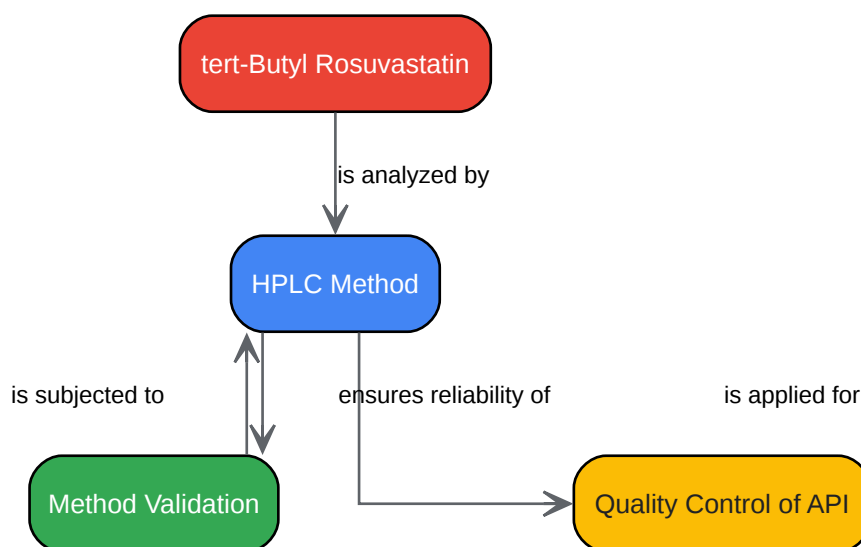 tert-Butyl Rosuvastatin
is analyzed by
HPLC Method
is subjected to
ensures reliability of
is applied for
Method Validation
Quality Control of API